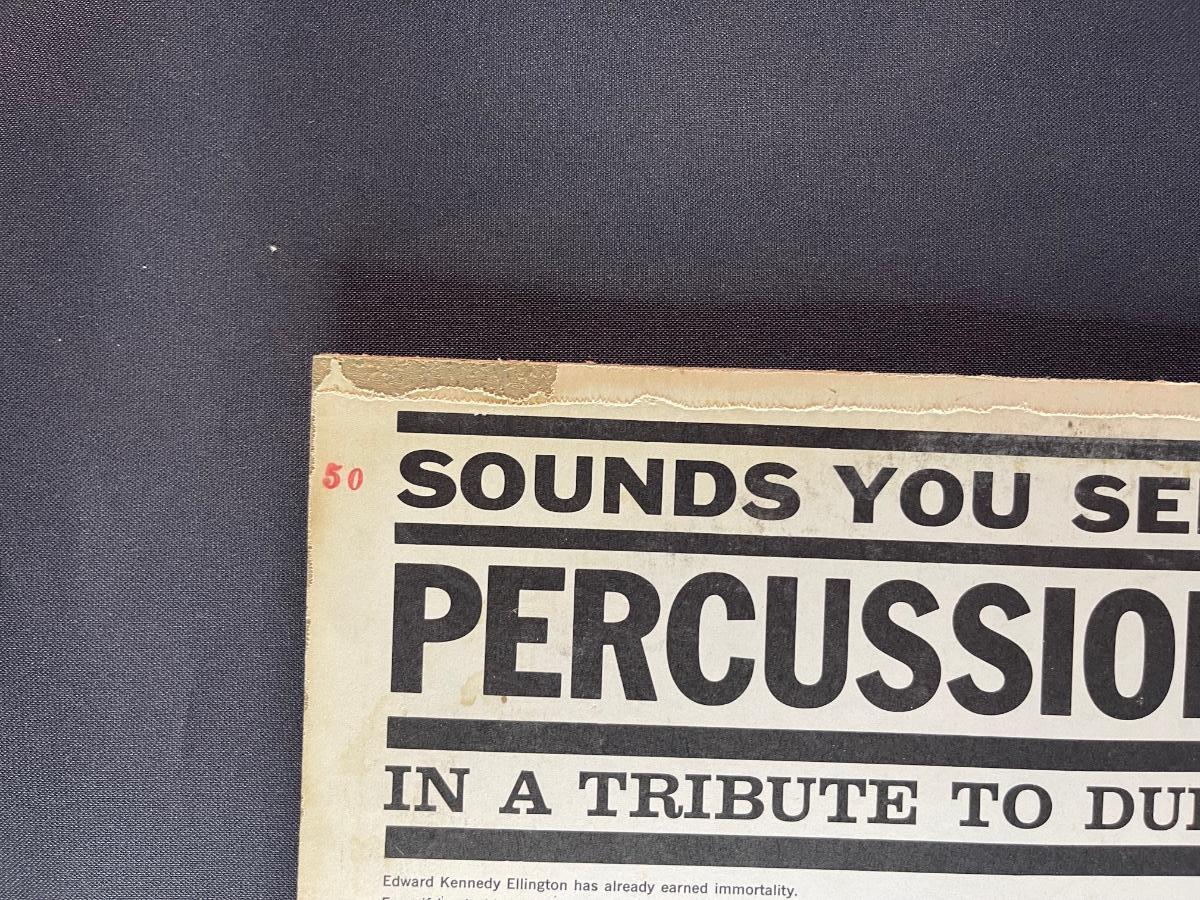 50
SOUNDS YOU SE
PERCUSSIO
IN A TRIBUTE TO DU
Edward Kennedy Ellington has already earned immortality.